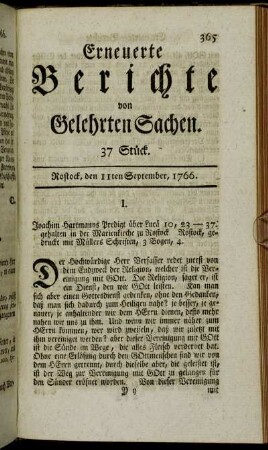 365
Erneuerte
Berichte
von
Gelehrten Sachen.
37 Stück.
Rostock, den 11ten September, 1766.
I.
Joachim Hartmanns Predigt über Lucä 10, 23 — 37.
gehalten in der Marienkirche zu Rostock Rostock, ge-
druckt mit Müllers Schriften, 3 Bogen, 4.
Der Hochwürdige Herr Verfasser redet zuerst von
dem Endzweck der Religion, welcher ist die Ver-
einigung mit GOtt. Die Religion, saget er, ist
ein Dienst, den wir GOtt leisten. Kan man
sich aber einen Gottesdienst gedenken, ohne den Gedanken,
daß man sich dadurch zum Heiligen nahe? je besser, je ge-
nauer, je anhaltender wir dem HErrn dienen, desto mehr
nahen wir uns zu ihm. Und wenn wir immer näher zum
HErrn kommen, wer wird zweifeln, daß wir zuletzt mit
ihm vereiniget werden? aber dieser Vereinigung mit GOtt
ist die Sünde im Wege, die alles Fleisch verderbet hat.
Ohne eine Erlösung durch den GOttmenschen sind wir von
dem HErrn getrennt, durch dieselbe aber, die geleistet ist,
ist der Weg zur Vereinigung mit GOtt zu gelangen für
den Sünder eröfnet worden. Von dieser Vereinigung
mit